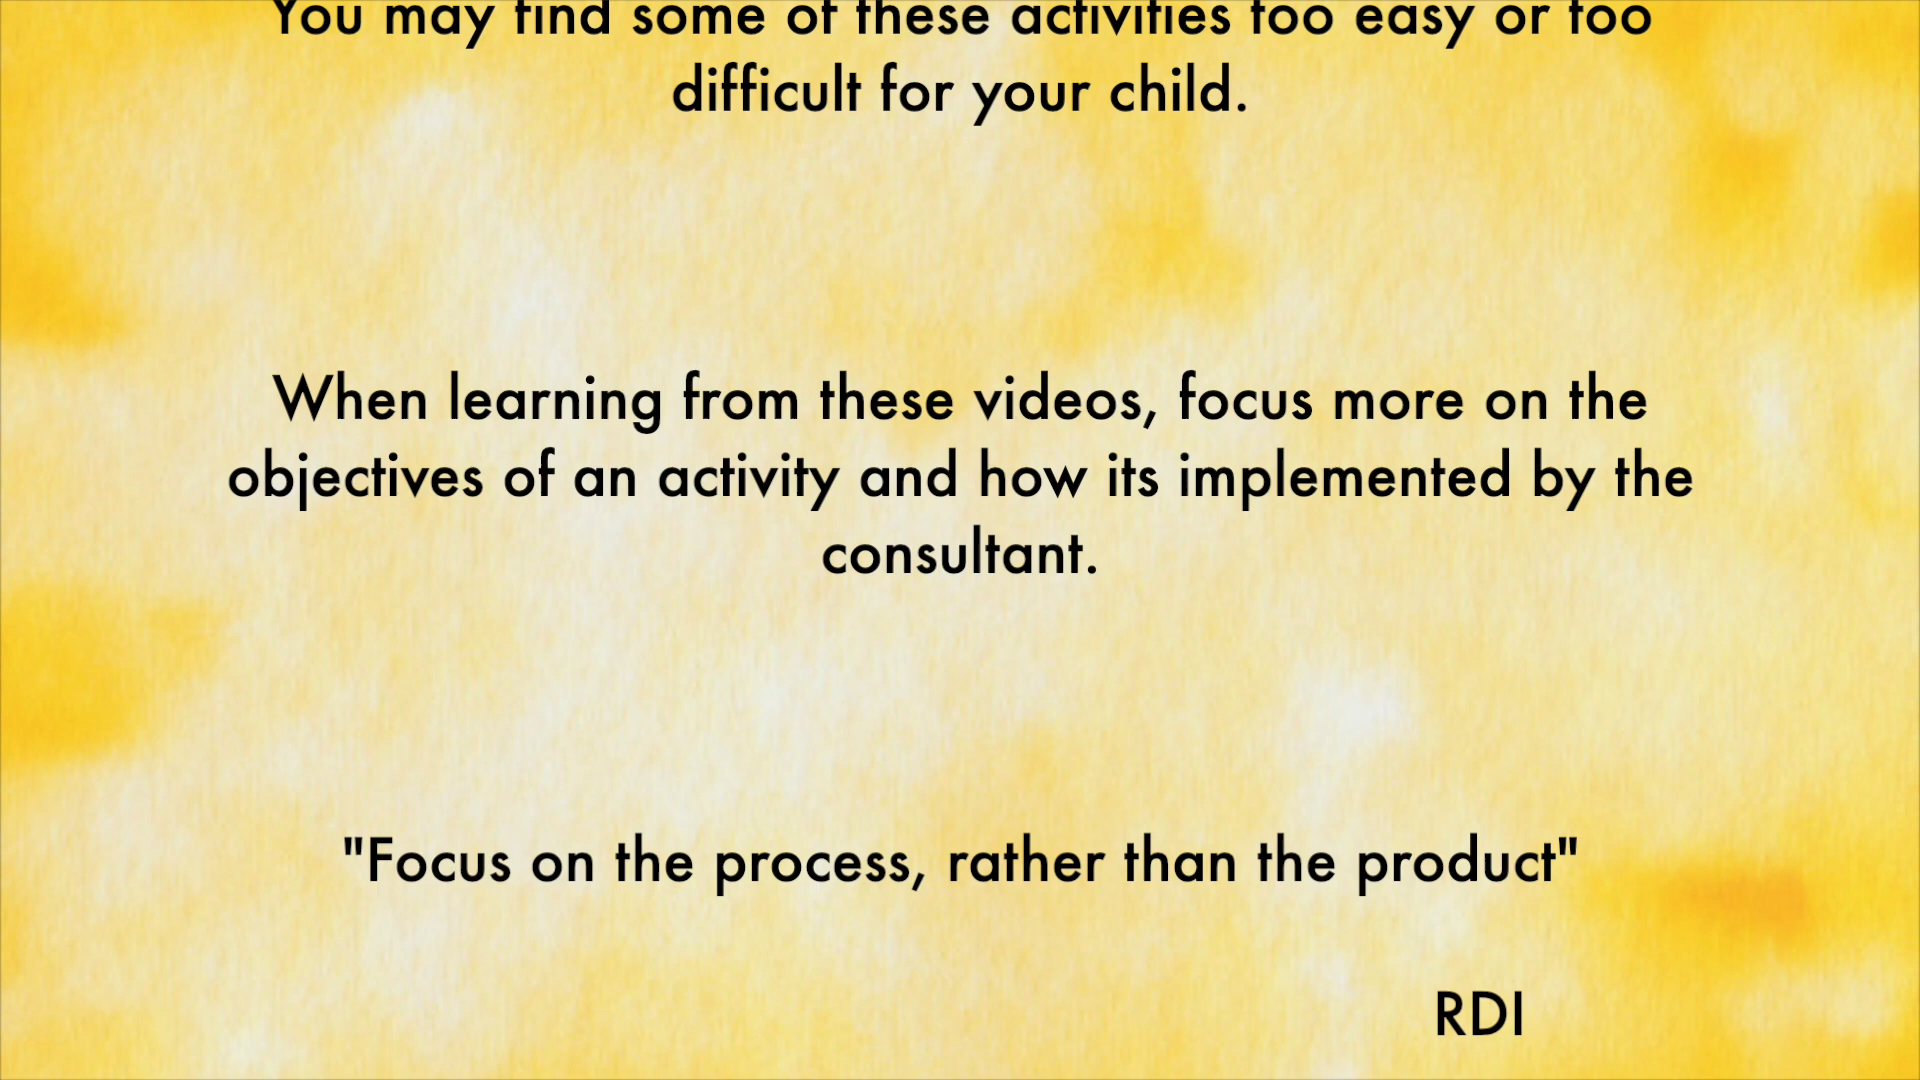 You may find some of these activities too easy or too
difficult for your child.
When learning from these videos, focus more on the
objectives of an activity and how its implemented by the
consultant.
"Focus on the process, rather than the product"
RDI